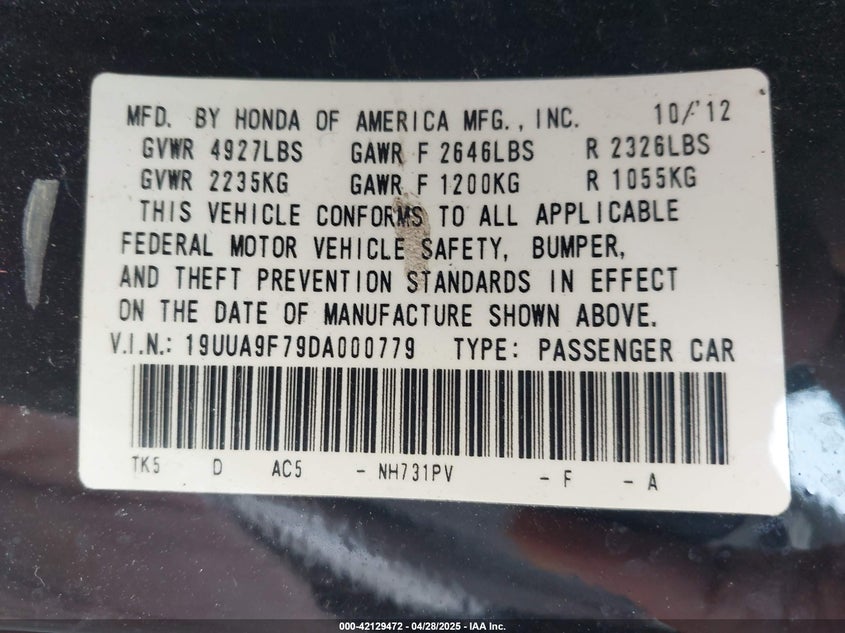 MFD. BY HONDA OF AMERICA MFG., INC. 10/'12
GVWR 4927LBS GAWR F 2646LBS R 2326LBS
GVWR 2235KG GAWR F 1200KG R 1055KG
THIS VEHICLE CONFORMS TO ALL APPLICABLE
FEDERAL MOTOR VEHICLE SAFETY, BUMPER,
AND THEFT PREVENTION STANDARDS IN EFFECT
ON THE DATE OF MANUFACTURE SHOWN ABOVE.
V.I.N.: 19UUA9F79DA000779 TYPE: PASSENGER CAR
TK5 D AC5 - NH731PV - F - A
000-42129472 - 04/28/2025 - IAA Inc.